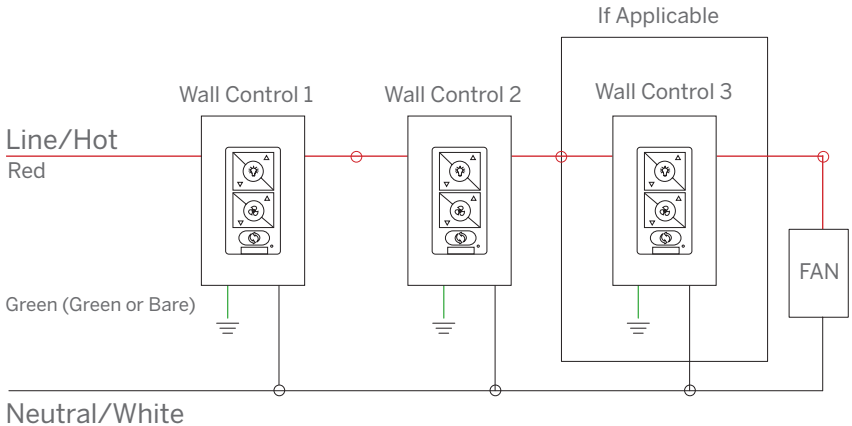 If Applicable
Wall Control 1
Wall Control 2
Wall Control 3
Line/Hot
Red
FAN
Green (Green or Bare)
Neutral/White